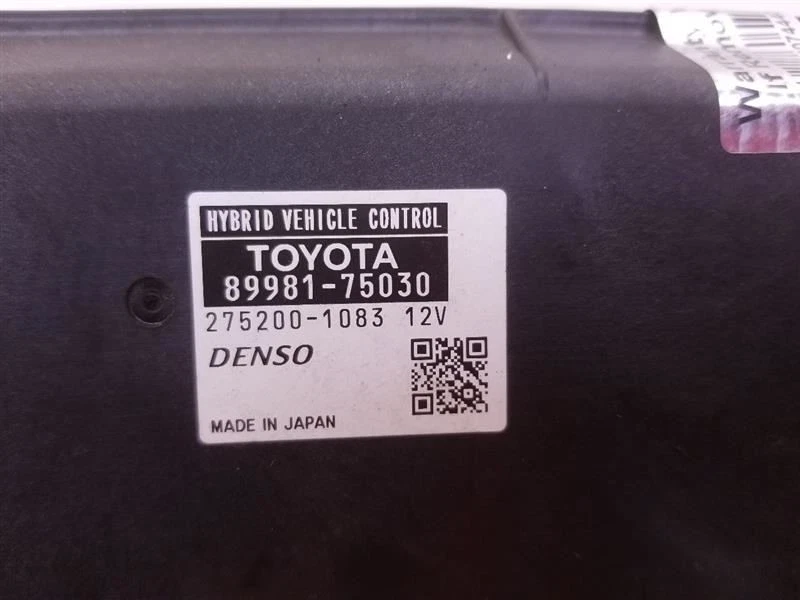 HYBRID VEHICLE CONTROL
TOYOTA
89981-75030
275200-1083 12V
DENSO
MADE IN JAPAN